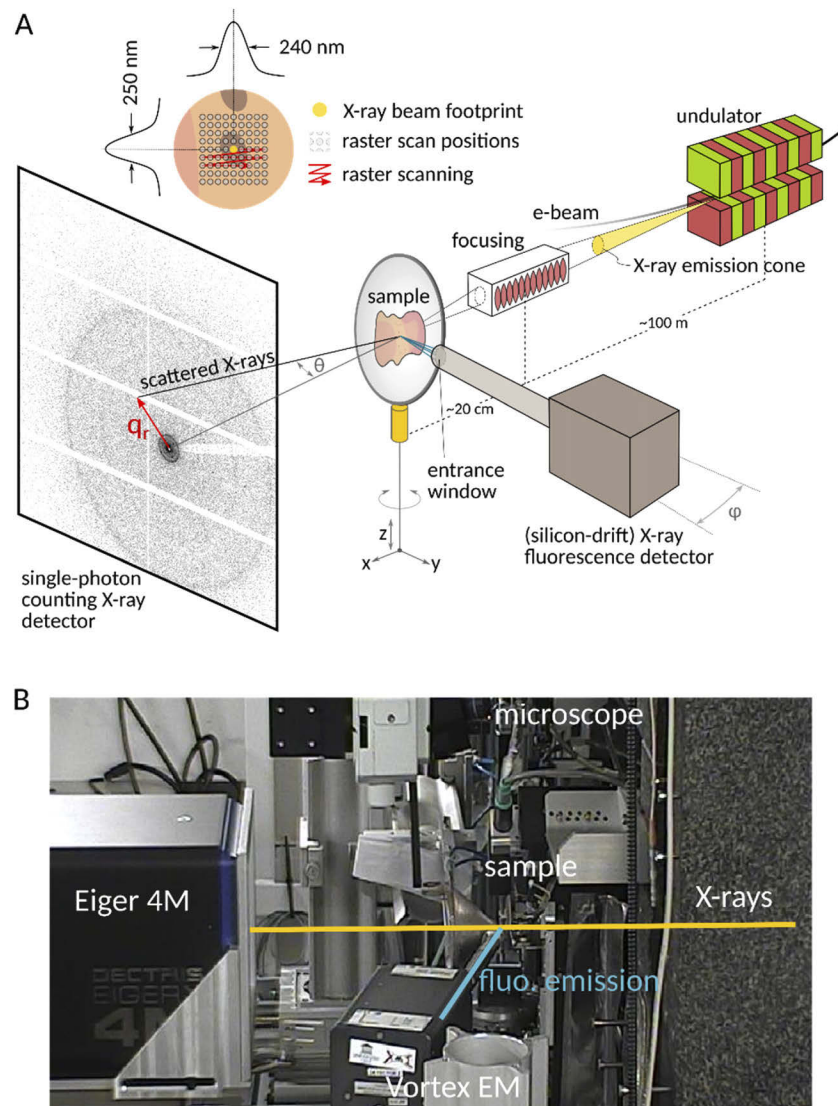 A
240 nm
250 nm
X-ray beam footprint
raster scan positions
raster scanning
undulator
e-beam
focusing
X-ray emission cone
sample
~100 m
scattered X-rays
θ
qr
~20 cm
entrance
window
φ
z
(silicon-drift) X-ray
fluorescence detector
x
y
single-photon
counting X-ray
detector
B
microscope
sample
Eiger 4M
X-rays
fluo. emission
DECTRIS
EIGER
4M
Vortex EM